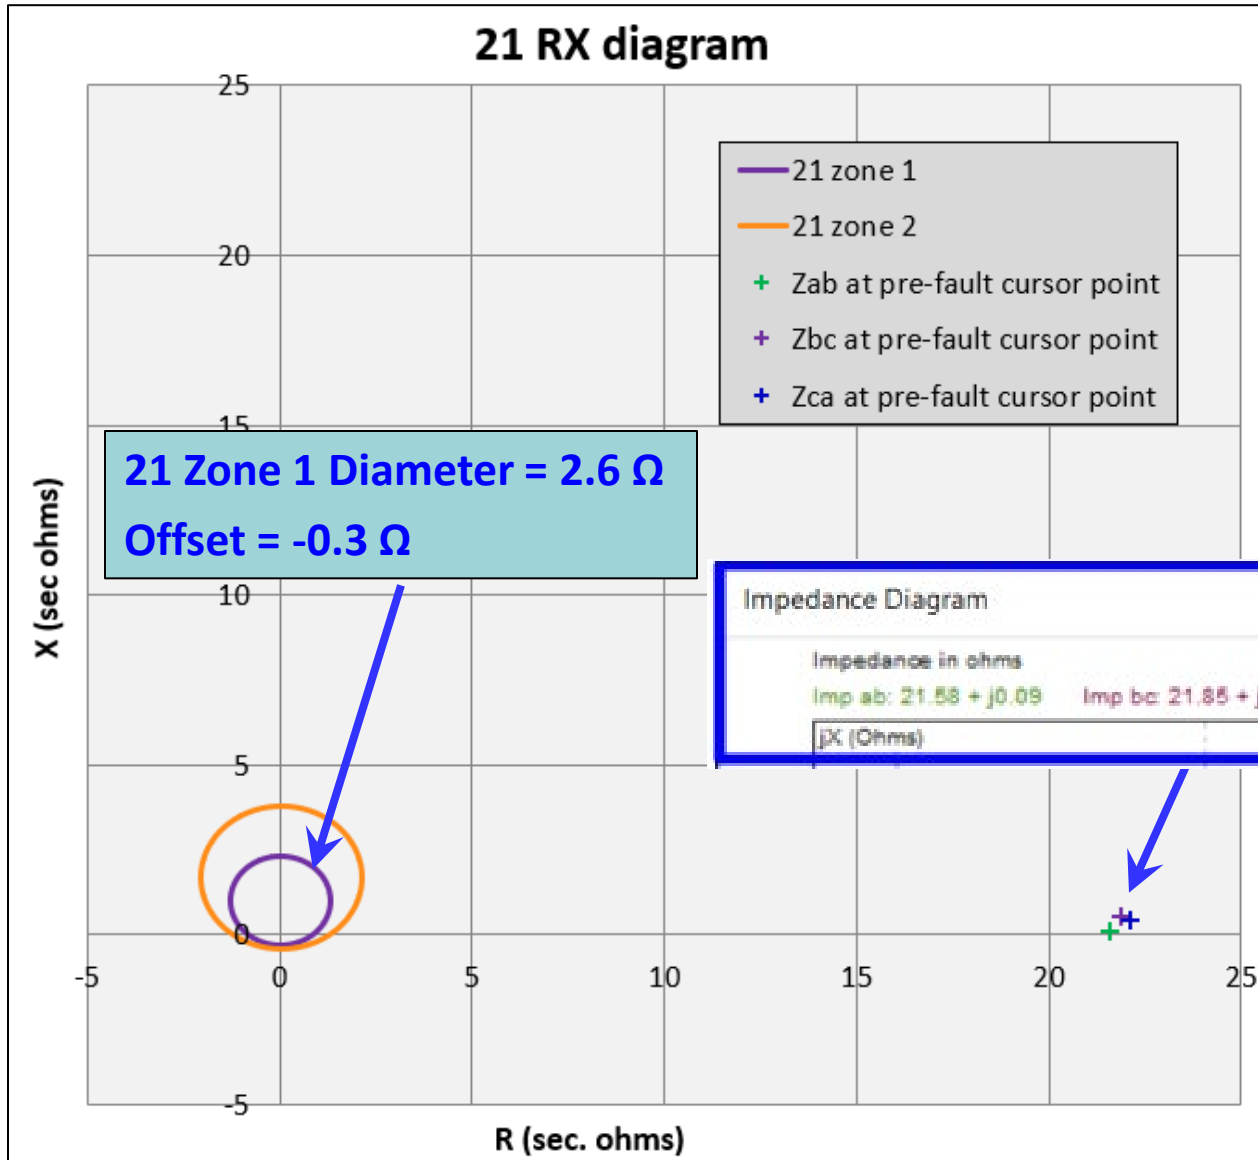 21 RX diagram
25
20
15
10
5
0
-5
-5
0
5
10
15
20
25
X (sec ohms)
R (sec. ohms)
21 zone 1
21 zone 2
Zab at pre-fault cursor point
Zbc at pre-fault cursor point
Zca at pre-fault cursor point
21 Zone 1 Diameter = 2.6 Ω
Offset = -0.3 Ω
Impedance Diagram
Impedance in ohms
Imp ab: 21.58 + j0.09 Imp bc: 21.85 + j
jX (Ohms)